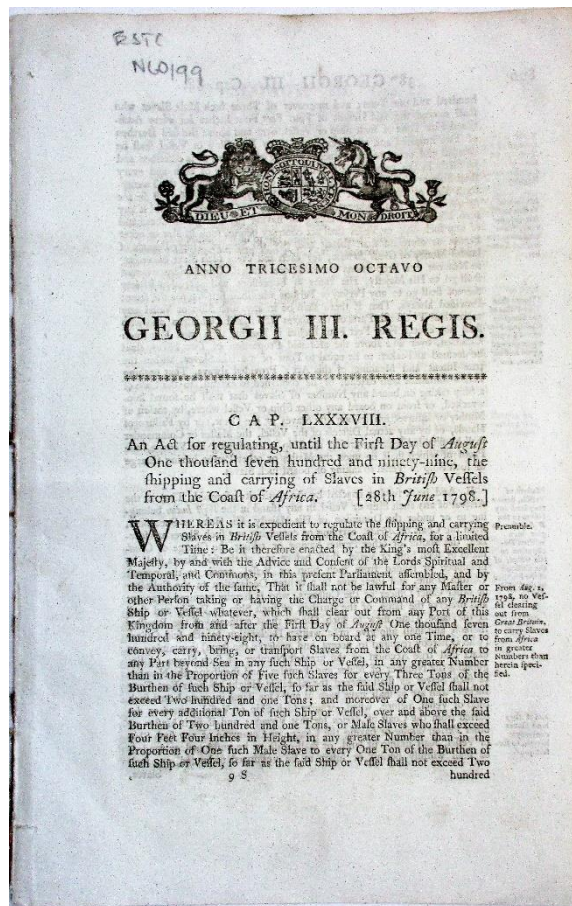 ESTC
N60199
DIEU ET MON DROIT
ANNO TRICESIMO OCTAVO
GEORGII III. REGIS.
C A P. LXXXVIII.
An Act for regulating, until the First Day of Auguſt
One thouſand ſeven hundred and ninety-nine, the
ſhipping and carrying of Slaves in Britiſh Veſſels
from the Coaſt of Africa. [28th June 1798.]
WHEREAS it is expedient to regulate the ſhipping and carrying
Slaves in Britiſh Veſſels from the Coaſt of Africa, for a limited
Time: Be it therefore enacted by the King's moſt Excellent
Majeſty, by and with the Advice and Conſent of the Lords Spiritual and
Temporal, and Commons, in this preſent Parliament aſſembled, and by
the Authority of the ſame, That it ſhall not be lawful for any Maſter or
other Perſon taking or having the Charge or Command of any Britiſh
Ship or Veſſel whatever, which ſhall clear out from any Port of this
Kingdom from and after the Firſt Day of Auguſt One thouſand ſeven
hundred and ninety-eight, to have on board at any one Time, or to
convey, carry, bring, or tranſport Slaves from the Coaſt of Africa to
any Part beyond Sea in any ſuch Ship or Veſſel, in any greater Number
than in the Proportion of Five ſuch Slaves for every Three Tons of the
Burthen of ſuch Ship or Veſſel, ſo far as the ſaid Ship or Veſſel ſhall not
exceed Two hundred and one Tons; and moreover of One ſuch Slave
for every additional Ton of ſuch Ship or Veſſel, over and above the ſaid
Burthen of Two hundred and one Tons, or Male Slaves who ſhall exceed
Four Feet Four Inches in Height, in any greater Number than in the
Proportion of One ſuch Male Slave to every One Ton of the Burthen of
ſuch Ship or Veſſel, ſo far as the ſaid Ship or Veſſel ſhall not exceed Two
9 S hundred
Preamble.
From Aug. 1,
1798, no Veſ-
ſel clearing
out from
Great Britain,
to carry Slaves
from Africa
in greater
Numbers than
herein ſpeci-
fied.